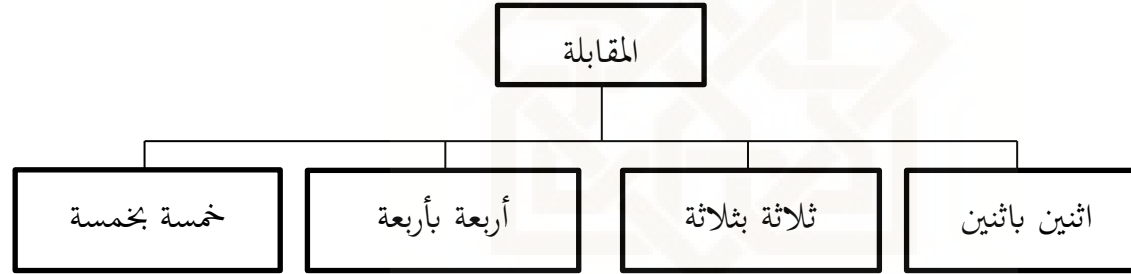 المقابلة
اثنين باثنين
ثلاثة بثلاثة
أربعة بأربعة
خمسة بخمسة